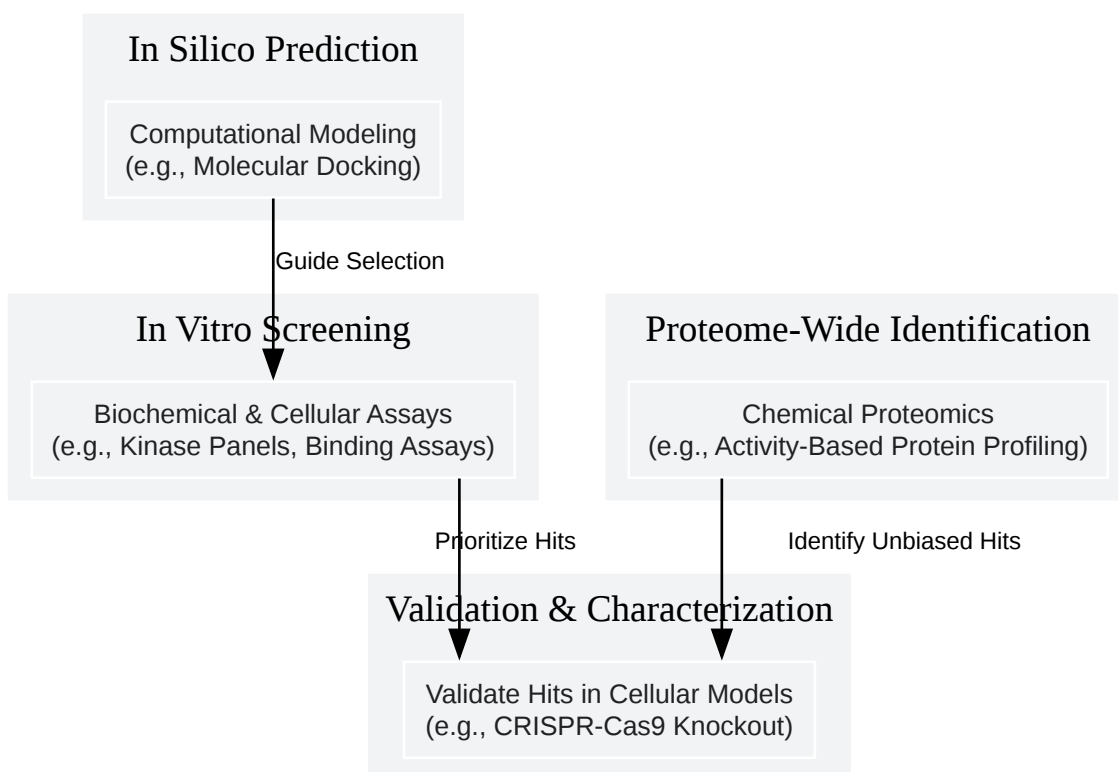 In Silico Prediction
Computational Modeling
(e.g., Molecular Docking)
Guide Selection
In Vitro Screening
Biochemical & Cellular Assays
(e.g., Kinase Panels, Binding Assays)
Proteome-Wide Identification
Chemical Proteomics
(e.g., Activity-Based Protein Profiling)
Prioritize Hits
Identify Unbiased Hits
Validation & Characterization
Validate Hits in Cellular Models
(e.g., CRISPR-Cas9 Knockout)